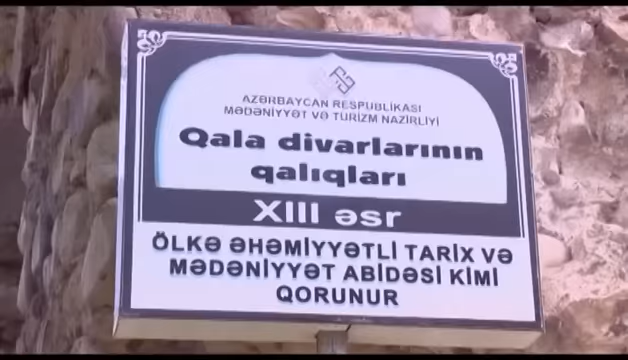 AZƏRBAYCAN RESPUBLİKASI
MƏDƏNİYYƏT VƏ TURİZM NAZİRLİYİ
Qala divarlarının
qalıqları
XIII əsr
ÖLKƏ ƏHƏMİYYƏTLİ TARİX VƏ
MƏDƏNİYYƏT ABİDƏSİ KİMİ
QORUNUR